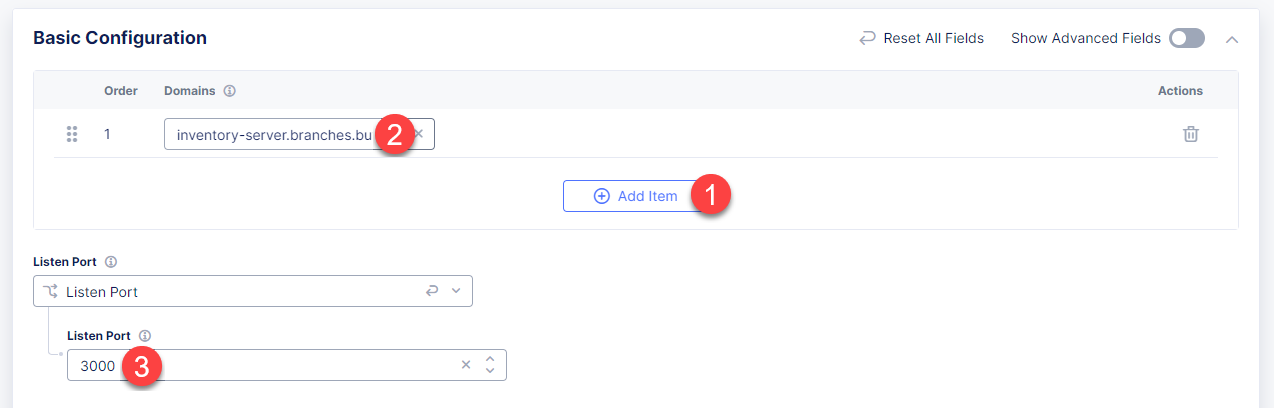 Basic Configuration
Reset All Fields
Show Advanced Fields
Order
Domains
Actions
1
inventory-server.branches.bu
2
Add Item
1
Listen Port
Listen Port
Listen Port
3000
3